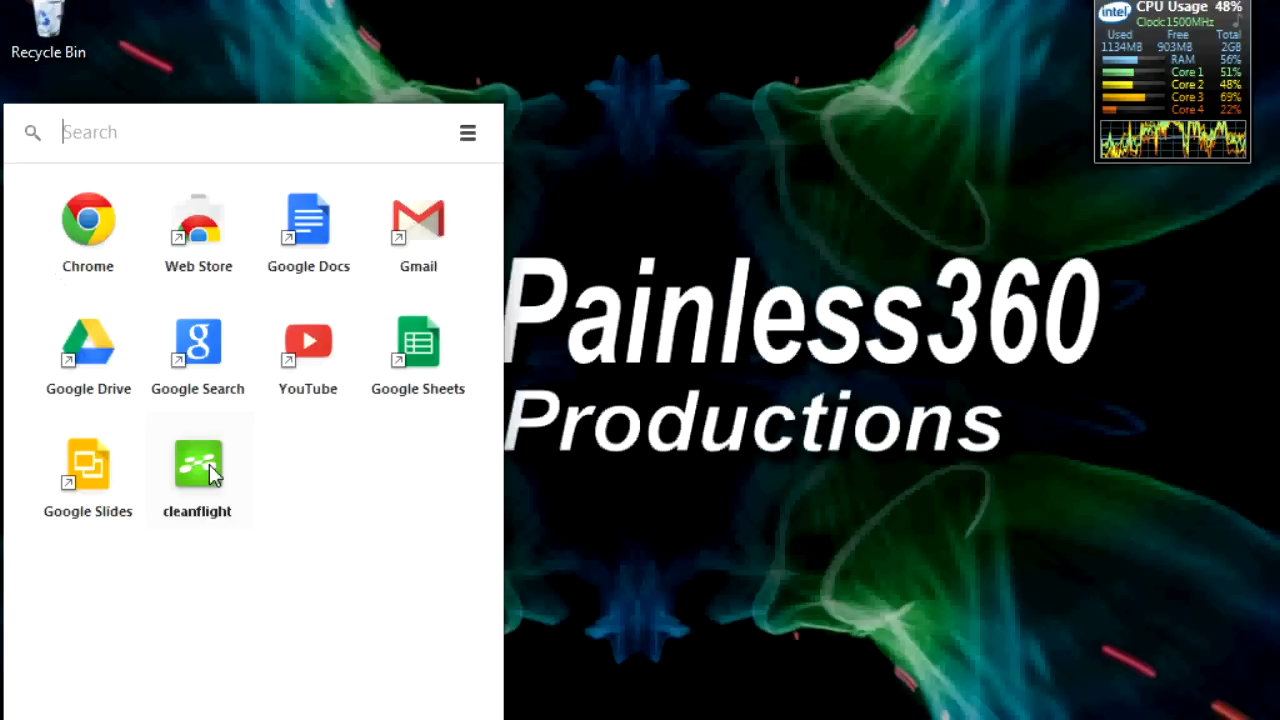 Recycle Bin
Search
Chrome
Web Store
Google Docs
Gmail
Google Drive
Google Search
YouTube
Google Sheets
Google Slides
cleanflight
Painless360
Productions
intel
CPU Usage 48%
Clock: 1500MHz
Used Free Total
1134MB 903MB 2GB
RAM 56%
Core 1 51%
Core 2 48%
Core 3 69%
Core 4 22%